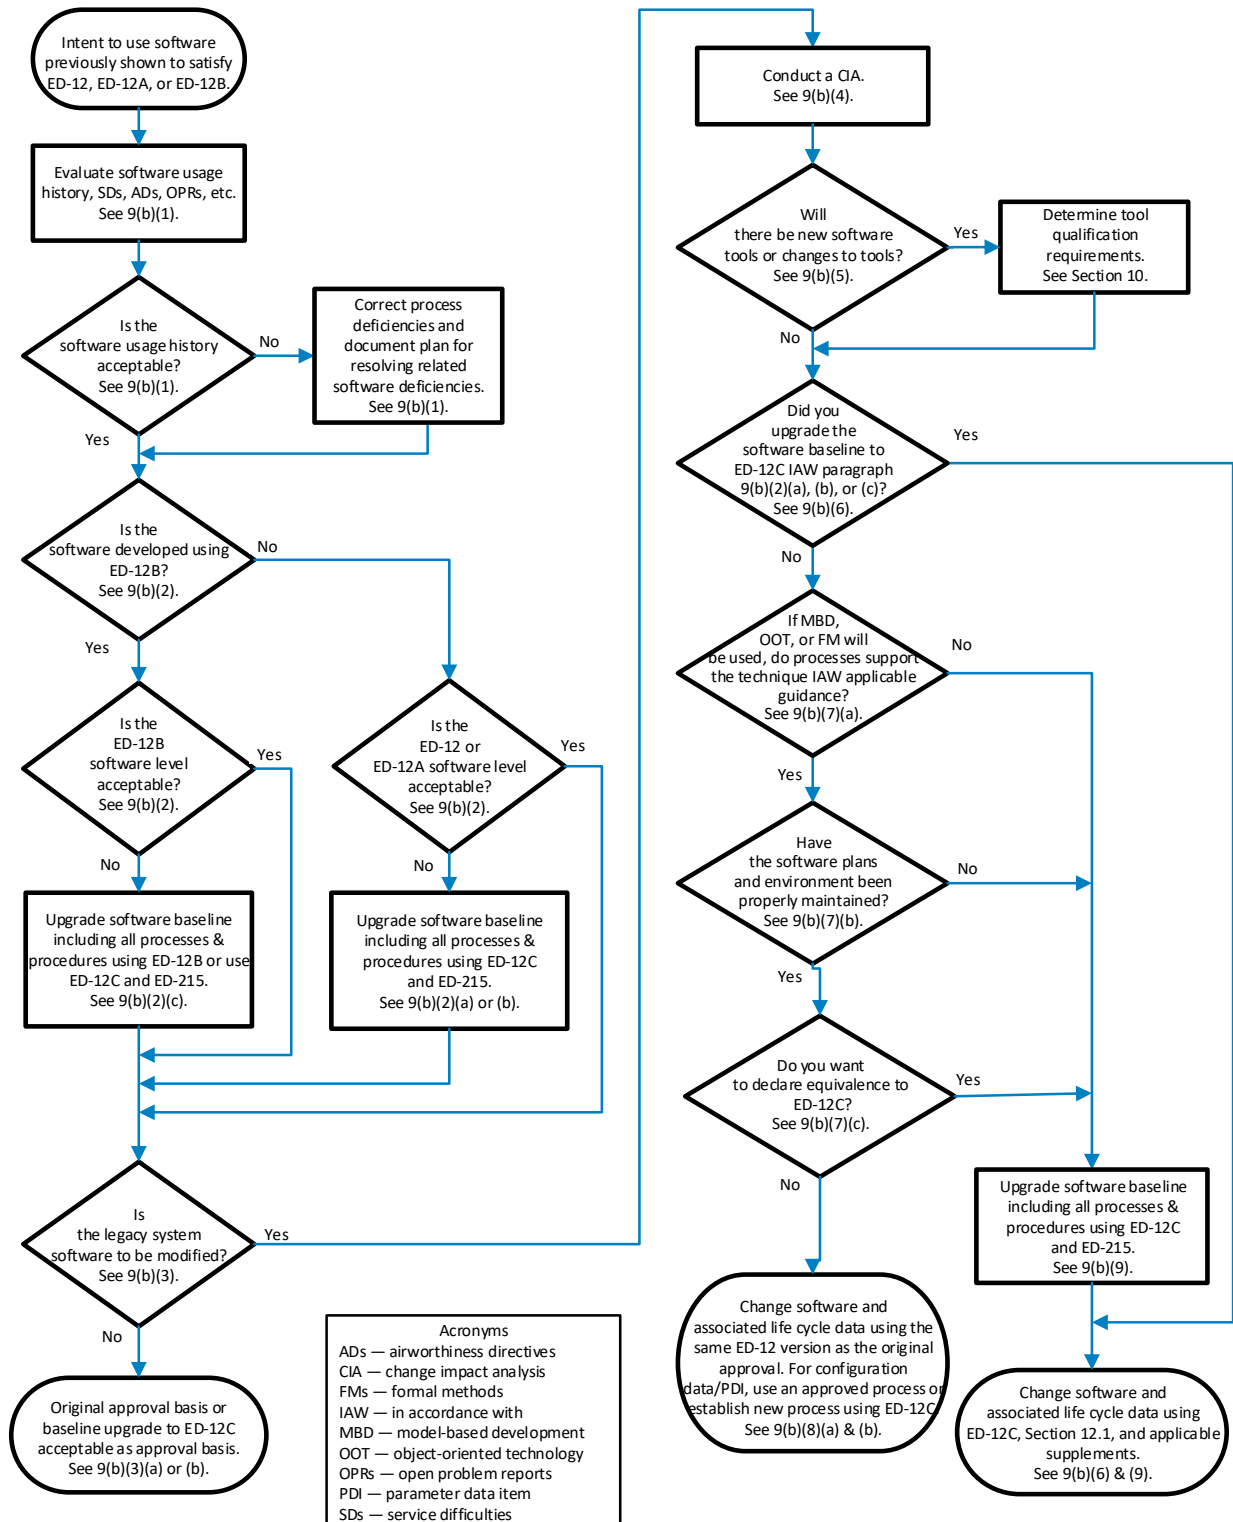 Intent to use software
previously shown to satisfy
ED-12, ED-12A, or ED-12B.
Evaluate software usage
history, SDs, ADs, OPRs, etc.
See 9(b)(1).
Is the
software usage history
acceptable?
See 9(b)(1).
No
Correct process
deficiencies and
document plan for
resolving related
software deficiencies.
See 9(b)(1).
Yes
Is the
software developed using
ED-12B?
See 9(b)(2).
No
Yes
Is the
ED-12B
software level
acceptable?
See 9(b)(2).
Yes
Is the
ED-12 or
ED-12A software level
acceptable?
See 9(b)(2).
Yes
No
No
Upgrade software baseline
including all processes &
procedures using ED-12B or use
ED-12C and ED-215.
See 9(b)(2)(c).
Upgrade software baseline
including all processes &
procedures using ED-12C
and ED-215.
See 9(b)(2)(a) or (b).
Is
the legacy system
software to be modified?
See 9(b)(3).
Yes
No
Original approval basis or
baseline upgrade to ED-12C
acceptable as approval basis.
See 9(b)(3)(a) or (b).
Acronyms
ADs — airworthiness directives
CIA — change impact analysis
FMs — formal methods
IAW — in accordance with
MBD — model-based development
OOT — object-oriented technology
OPRs — open problem reports
PDI — parameter data item
SDs — service difficulties
Conduct a CIA.
See 9(b)(4).
Will
there be new software
tools or changes to tools?
See 9(b)(5).
Yes
Determine tool
qualification
requirements.
See Section 10.
No
Did you
upgrade the
software baseline to
ED-12C IAW paragraph
9(b)(2)(a), (b), or (c)?
See 9(b)(6).
Yes
No
If MBD,
OOT, or FM will
be used, do processes support
the technique IAW applicable
guidance?
See 9(b)(7)(a).
No
Yes
Have
the software plans
and environment been
properly maintained?
See 9(b)(7)(b).
No
Yes
Do you want
to declare equivalence to
ED-12C?
See 9(b)(7)(c).
Yes
No
Upgrade software baseline
including all processes &
procedures using ED-12C
and ED-215.
See 9(b)(9).
Change software and
associated life cycle data using the
same ED-12 version as the original
approval. For configuration
data/PDI, use an approved process or
establish new process using ED-12C.
See 9(b)(8)(a) & (b).
Change software and
associated life cycle data using
ED-12C, Section 12.1, and applicable
supplements.
See 9(b)(6) & (9).